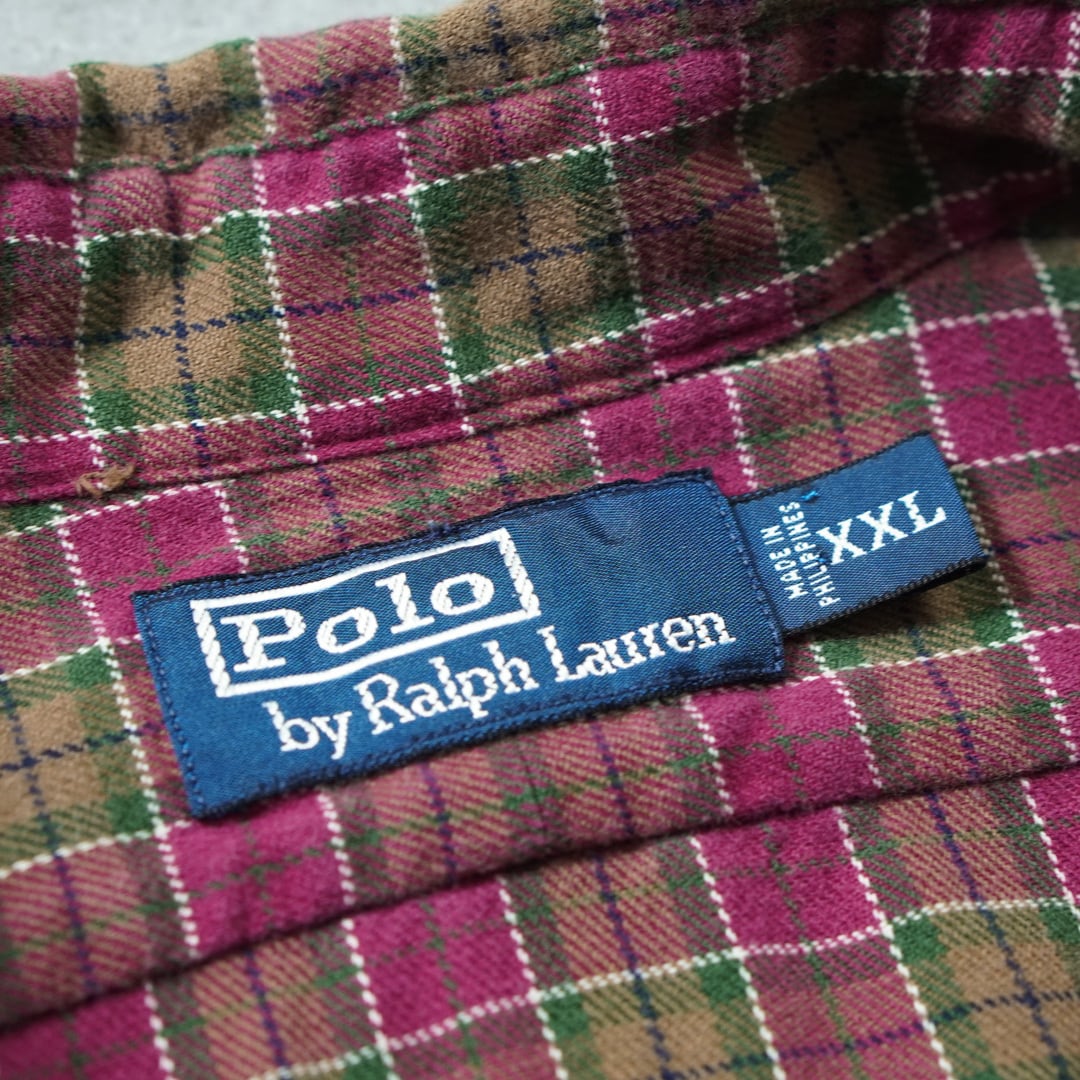 Polo
by Ralph Lauren
MADE IN
PHILIPPINES
XXL